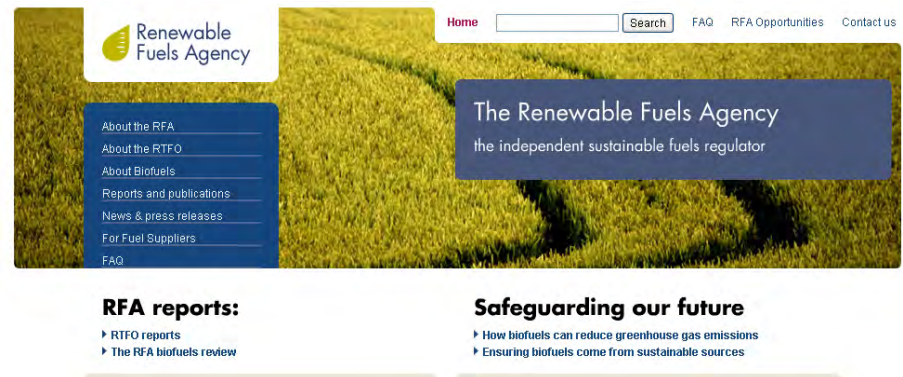 Renewable
Fuels Agency
Home
Search
FAQ
RFA Opportunities
Contact us
The Renewable Fuels Agency
the independent sustainable fuels regulator
About the RFA
About the RTFO
About Biofuels
Reports and publications
News & press releases
For Fuel Suppliers
FAQ
RFA reports:
RTFO reports
The RFA biofuels review
Safeguarding our future
How biofuels can reduce greenhouse gas emissions
Ensuring biofuels come from sustainable sources